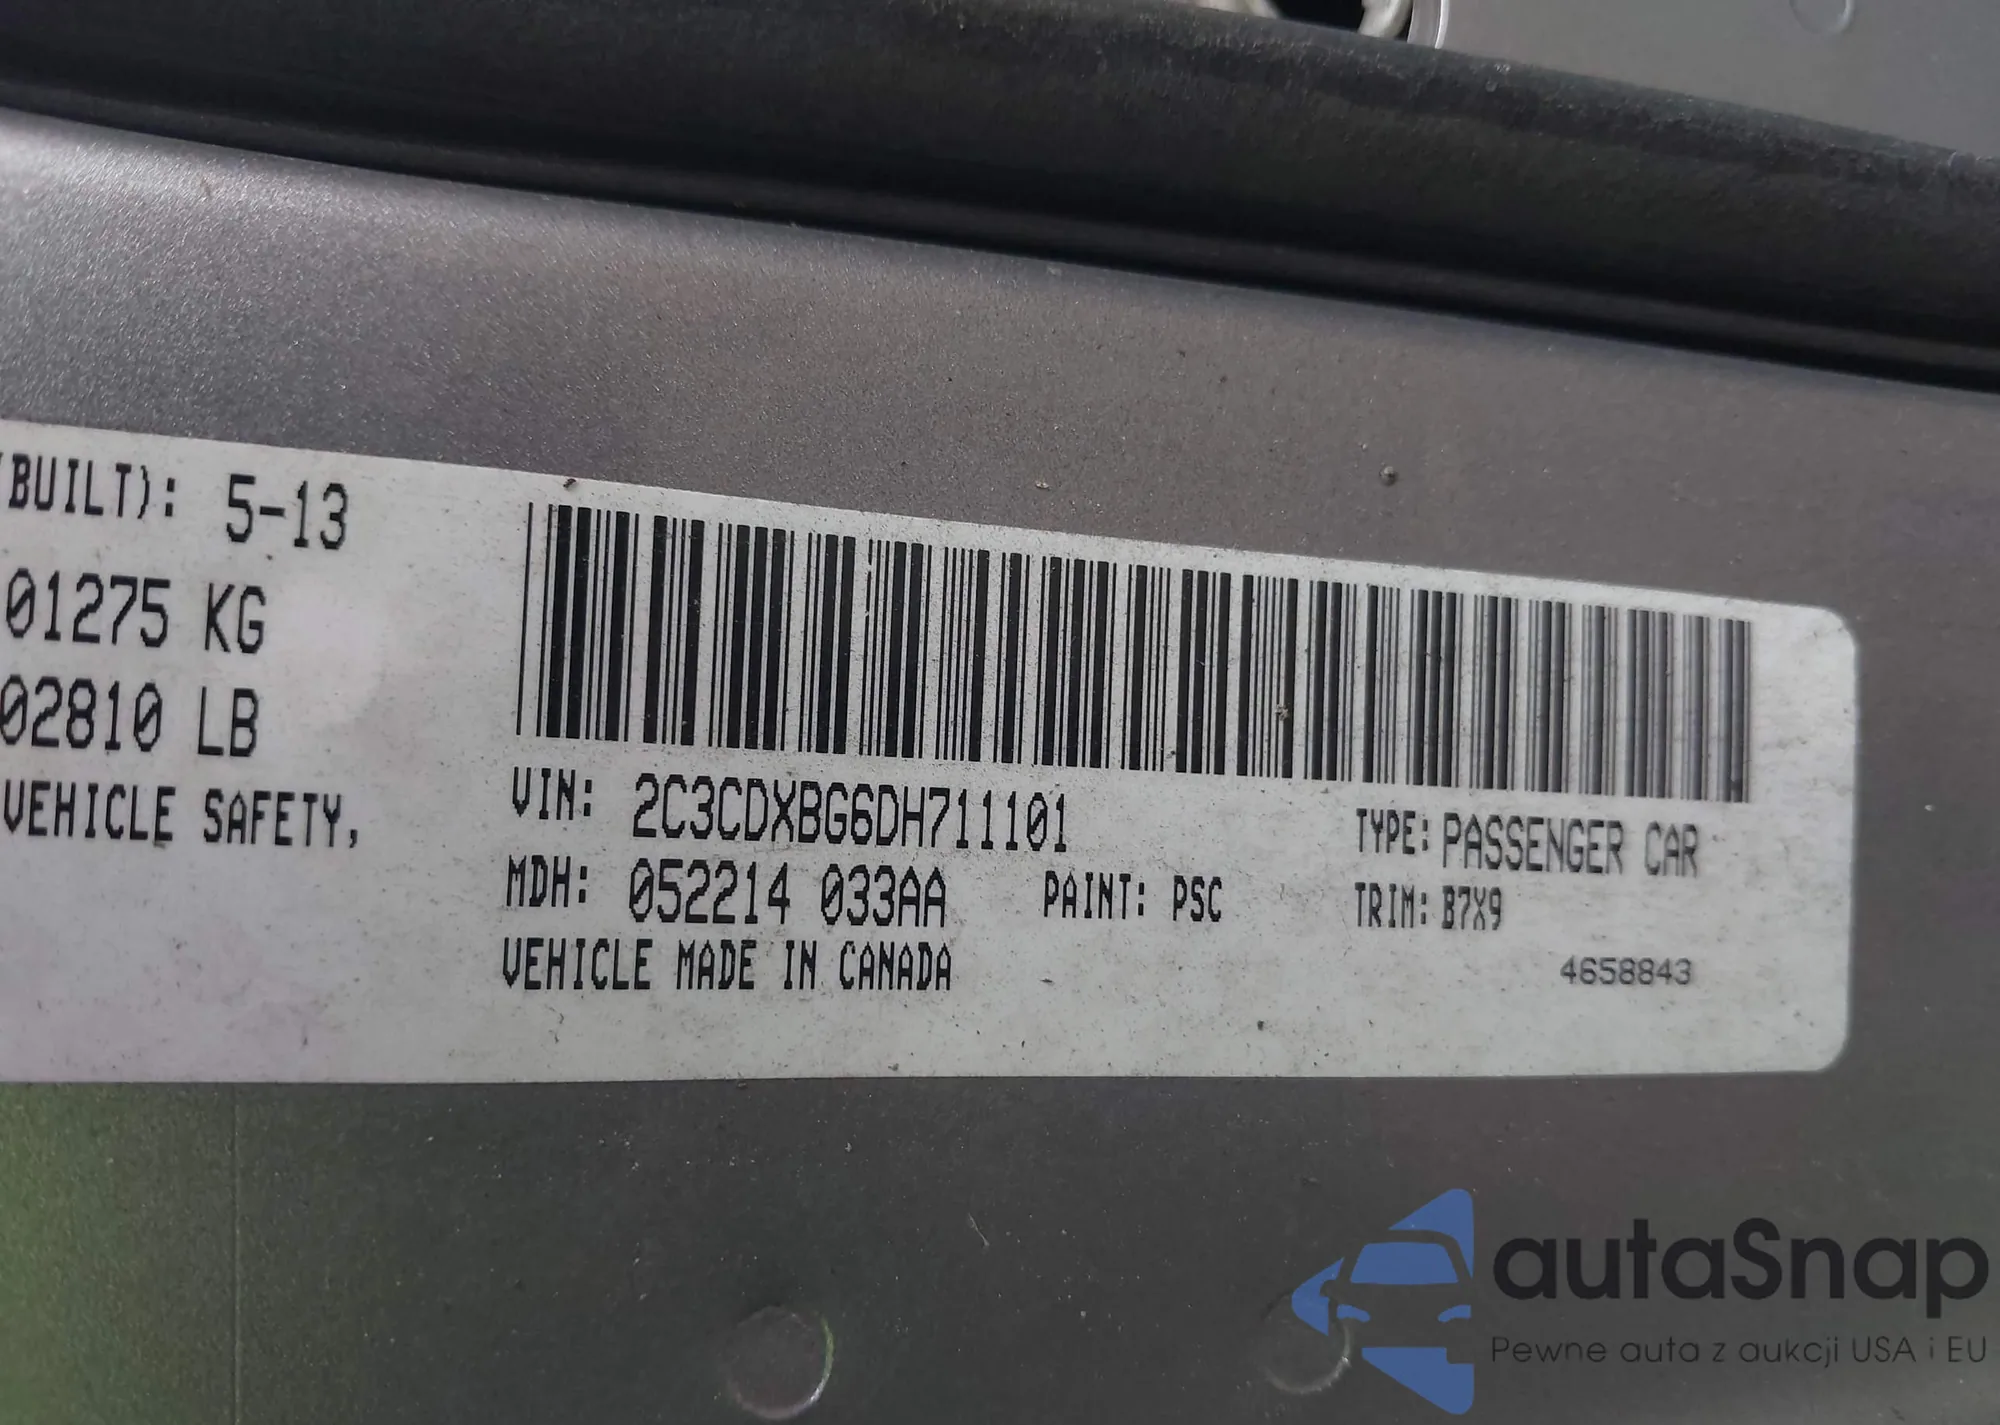 (BUILT): 5-13
01275 KG
02810 LB
VEHICLE SAFETY,
VIN: 2C3CDXBG6DH711101
TYPE: PASSENGER CAR
MDH: 052214 033AA
PAINT: PSC
TRIM: B7X9
VEHICLE MADE IN CANADA
4658843
autaSnap
Pewne auta z aukcji USA i EU